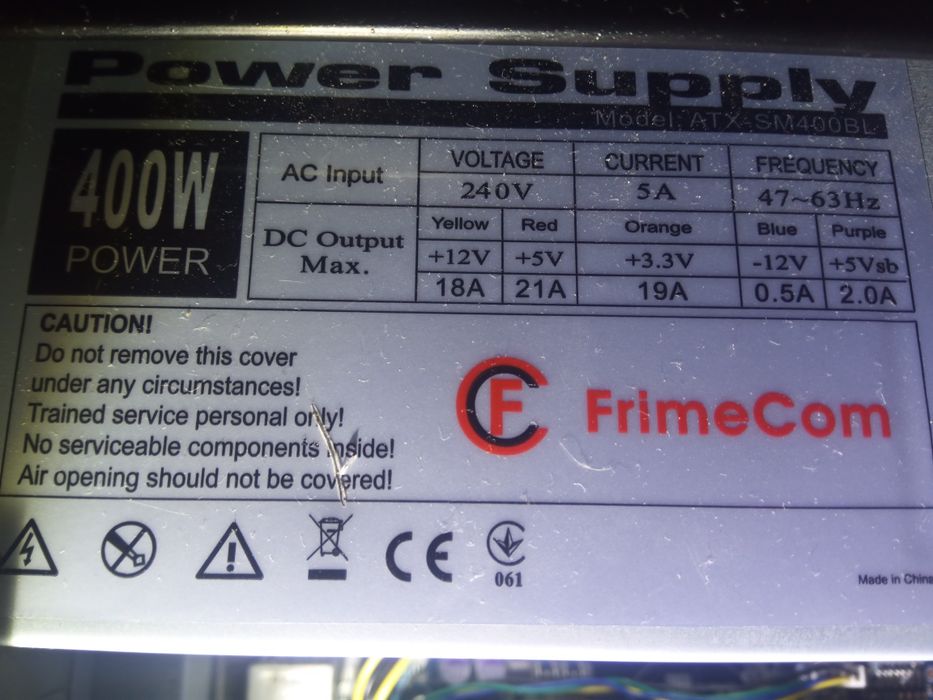 Power Supply
Model: ATX-SM400BL
400W
POWER
AC Input
VOLTAGE CURRENT FREQUENCY
240V 5A 47~63Hz
DC Output
Max.
Yellow Red Orange Blue Purple
+12V +5V +3.3V -12V +5Vsb
18A 21A 19A 0.5A 2.0A
CAUTION!
Do not remove this cover
under any circumstances!
Trained service personal only!
No serviceable components inside!
Air opening should not be covered!
CF FrimeCom
CE
061
Made in China